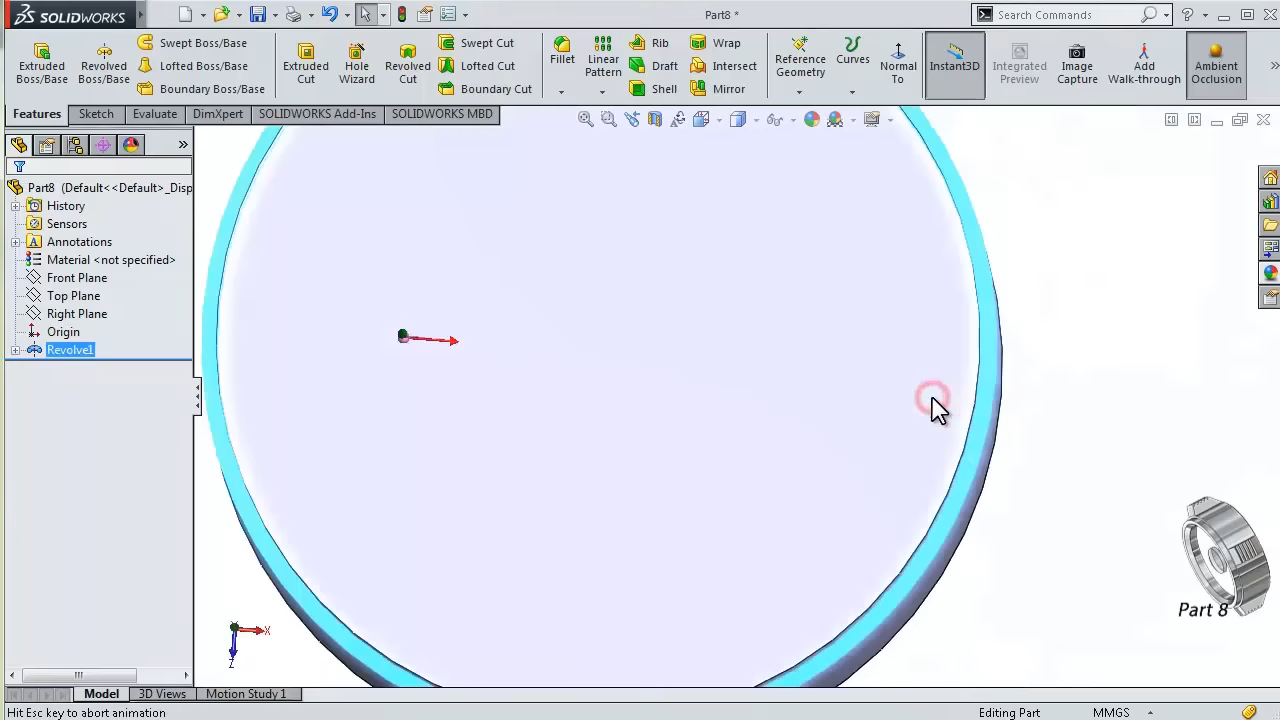 SOLIDWORKS
Part8 *
Search Commands
Extruded Boss/Base
Revolved Boss/Base
Swept Boss/Base
Lofted Boss/Base
Boundary Boss/Base
Extruded Cut
Hole Wizard
Revolved Cut
Swept Cut
Lofted Cut
Boundary Cut
Fillet
Linear Pattern
Rib
Draft
Shell
Wrap
Intersect
Mirror
Reference Geometry
Curves
Normal To
Instant3D
Integrated Preview
Image Capture
Add Walk-through
Ambient Occlusion
Features
Sketch
Evaluate
DimXpert
SOLIDWORKS Add-Ins
SOLIDWORKS MBD
Part8 (Default<<Default>_Disp
History
Sensors
Annotations
Material <not specified>
Front Plane
Top Plane
Right Plane
Origin
Revolve1
X
Z
Part 8
Model
3D Views
Motion Study 1
Hit Esc key to abort animation
Editing Part
MMGS